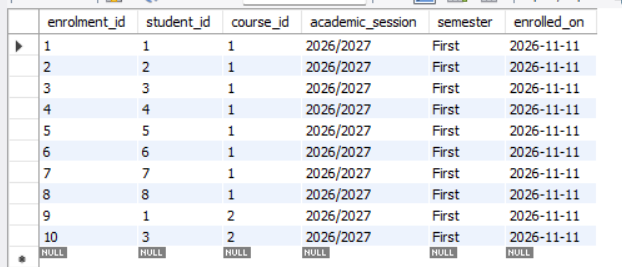 enrolment_id student_id course_id academic_session semester enrolled_on
1 1 1 2026/2027 First 2026-11-11
2 2 1 2026/2027 First 2026-11-11
3 3 1 2026/2027 First 2026-11-11
4 4 1 2026/2027 First 2026-11-11
5 5 1 2026/2027 First 2026-11-11
6 6 1 2026/2027 First 2026-11-11
7 7 1 2026/2027 First 2026-11-11
8 8 1 2026/2027 First 2026-11-11
9 1 2 2026/2027 First 2026-11-11
10 3 2 2026/2027 First 2026-11-11
NULL NULL NULL NULL NULL NULL